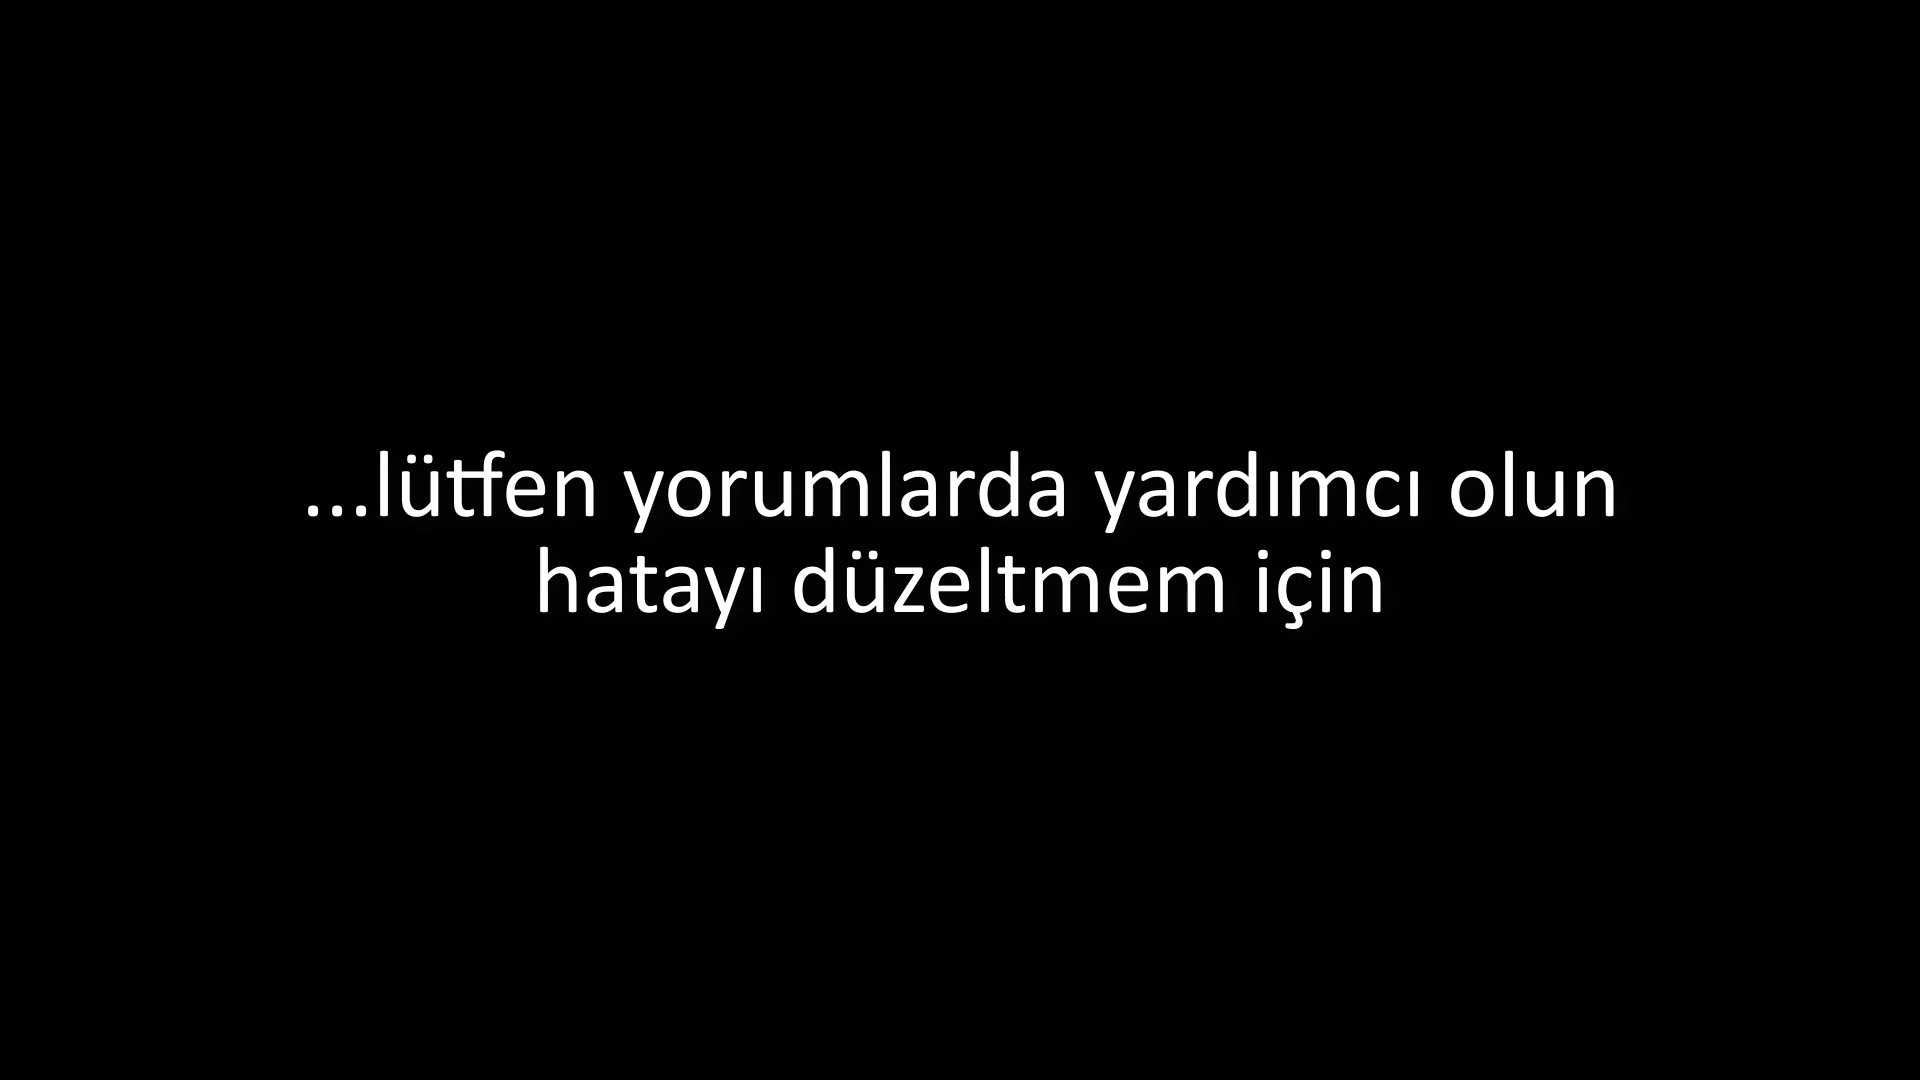 ...lütfen yorumlarda yardımcı olun
hatayı düzeltmem için